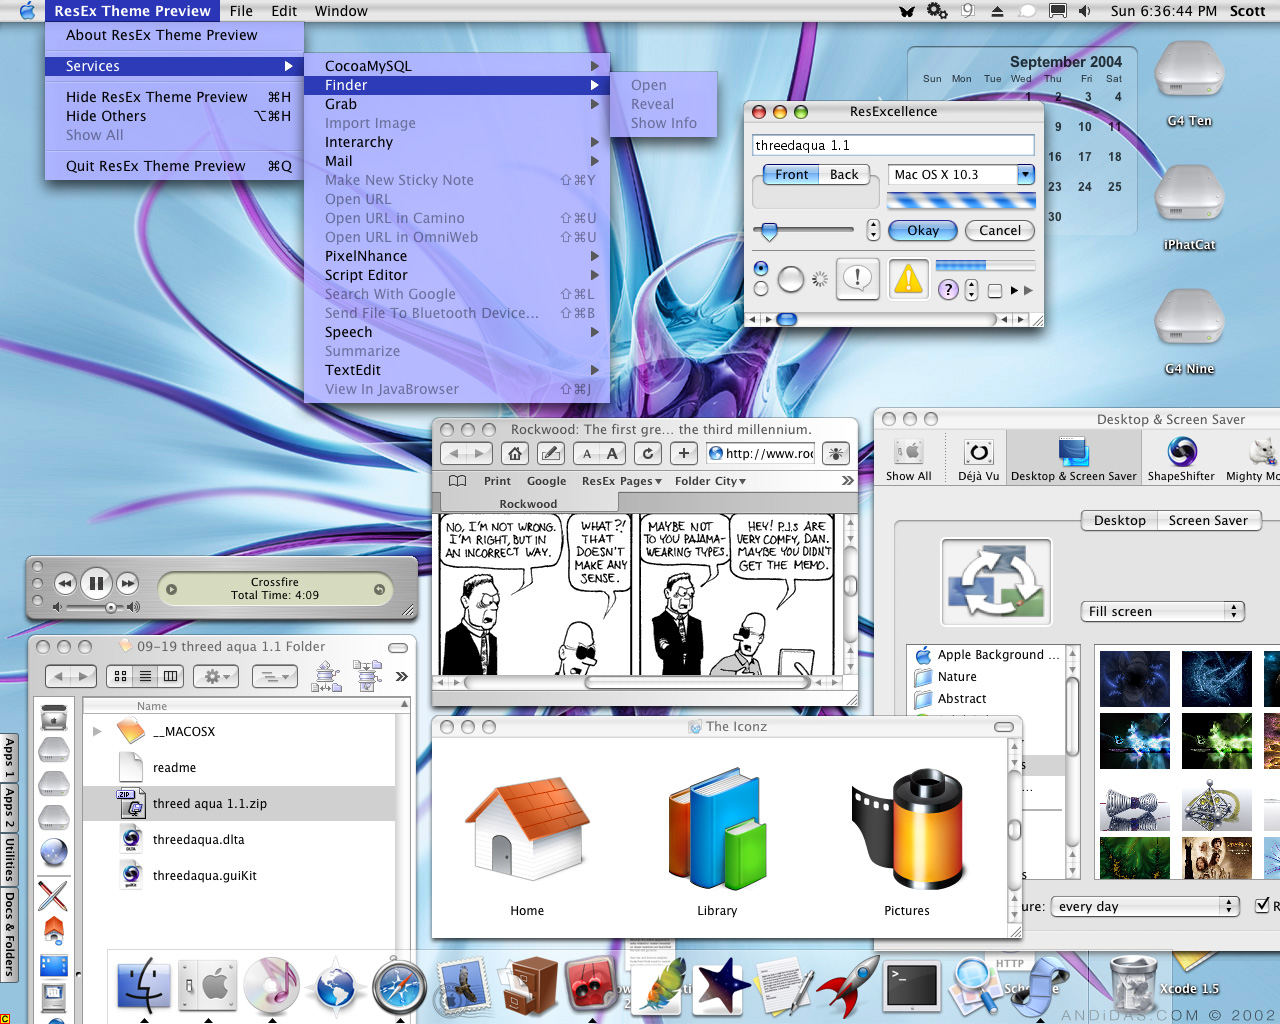 ResEx Theme Preview File Edit Window
Sun 6:36:44 PM Scott
About ResEx Theme Preview
Services
Hide ResEx Theme Preview ⌘H
Hide Others ⌥⌘H
Show All
Quit ResEx Theme Preview ⌘Q
CocoaMySQL
Finder
Grab
Import Image
Interarchy
Mail
Make New Sticky Note ⇧⌘Y
Open URL
Open URL in Camino ⇧⌘U
Open URL in OmniWeb ⇧⌘U
PixelNhance
Script Editor
Search With Google ⇧⌘L
Send File To Bluetooth Device... ⇧⌘B
Speech
Summarize
TextEdit
View In JavaBrowser ⇧⌘J
Open
Reveal
Show Info
September 2004
Sun Mon Tue Wed Thu Fri Sat
1 2 3 4
9 10 11
16 17 18
23 24 25
30
G4 Ten
iPhatCat
G4 Nine
ResExcellence
threedaqua 1.1
Front Back
Mac OS X 10.3
Okay Cancel
?
Rockwood: The first gre... the third millennium.
A A
http://www.roc
Print Google ResEx Pages Folder City
Rockwood
NO, I'M NOT WRONG.
I'M RIGHT, BUT IN
AN INCORRECT WAY.
WHAT?!
THAT
DOESN'T
MAKE ANY
SENSE.
MAYBE NOT
TO YOU PAJAMA-
WEARING TYPES.
HEY! P.J.S ARE
VERY COMFY, DAN.
MAYBE YOU DIDN'T
GET THE MEMO.
Desktop & Screen Saver
Show All Déjà Vu Desktop & Screen Saver ShapeShifter Mighty Mo
Desktop Screen Saver
Fill screen
Apple Background ...
Nature
Abstract
ure: every day
R
Crossfire
Total Time: 4:09
09-19 threed aqua 1.1 Folder
Name
__MACOSX
readme
threed aqua 1.1.zip
threedaqua.dlta
threedaqua.guiKit
Apps 1
Apps 2
Utilities
Docs & Folders
The Iconz
Home
Library
Pictures
HTTP
Xcode 1.5
ANDIDAS.COM © 2002